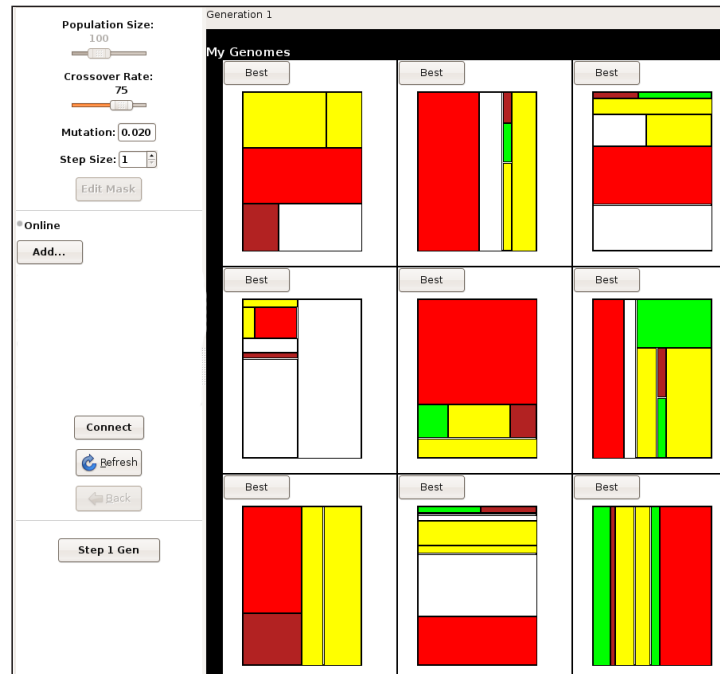 Population Size:
100
Crossover Rate:
75
Mutation: 0.020
Step Size: 1
Edit Mask
Online
Add...
Connect
Refresh
Back
Step 1 Gen
Generation 1
My Genomes
Best
Best
Best
Best
Best
Best
Best
Best
Best